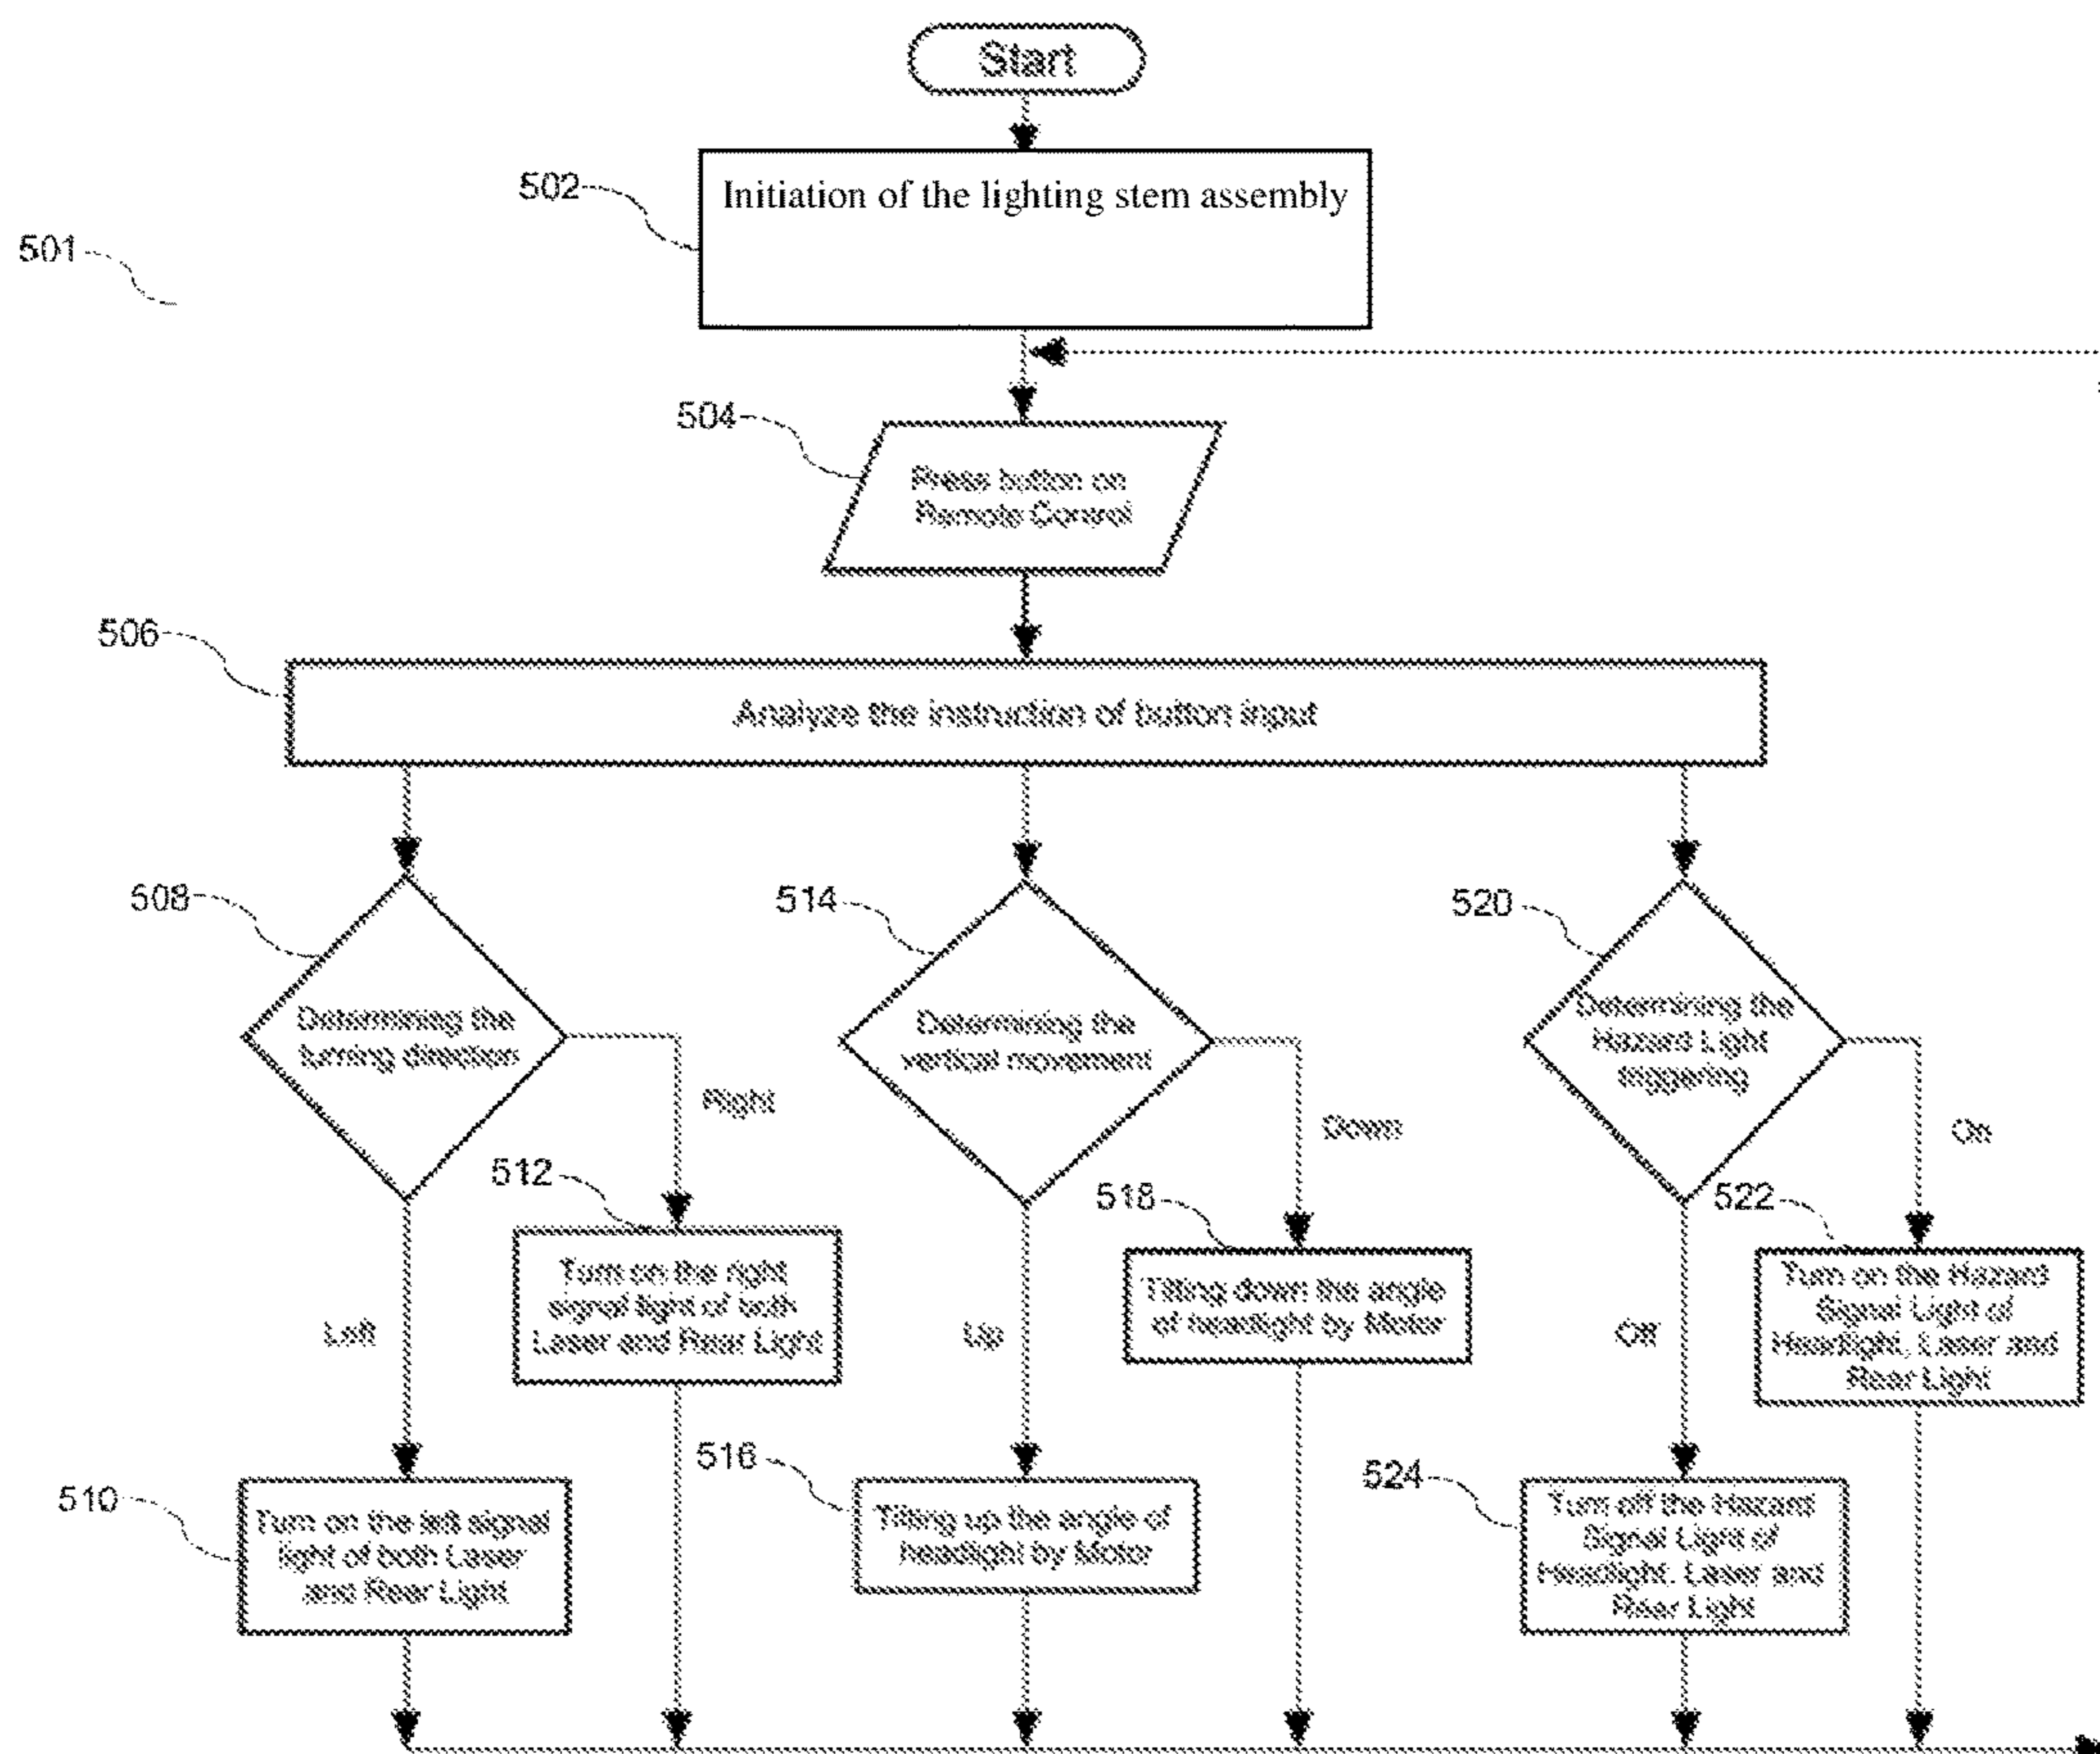 Start
502
Initiation of the lighting stem assembly
501
504
Press button on
Remote Control
506
Analyze the instruction of button input
508
Determining the
turning direction
Right
514
Determining the
vertical movement
Down
520
Determining the
Hazard Light
triggering
On
512
Turn on the right
signal light of both
Laser and Rear Light
518
Tilting down the angle
of headlight by Motor
522
Turn on the Hazard
Signal Light of
Headlight, Laser and
Rear Light
Left
Up
Off
510
Turn on the left signal
light of both Laser
and Rear Light
516
Tilting up the angle of
headlight by Motor
524
Turn off the Hazard
Signal Light of
Headlight, Laser and
Rear Light